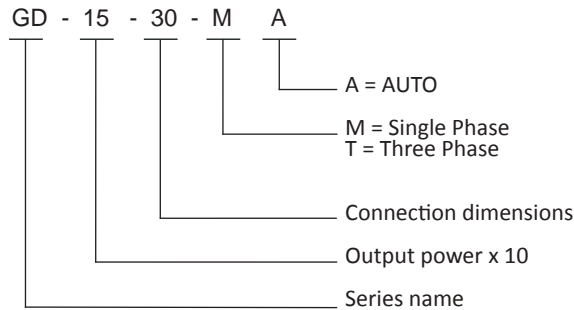 GD - 15 - 30 - M A
A = AUTO
M = Single Phase
T = Three Phase
Connection dimensions
Output power x 10
Series name